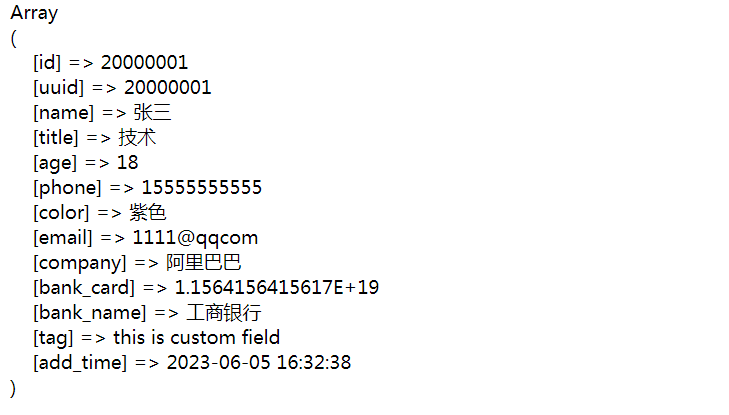 Array
(
[id] => 20000001
[uuid] => 20000001
[name] => 张三
[title] => 技术
[age] => 18
[phone] => 15555555555
[color] => 紫色
[email] => 1111@qqcom
[company] => 阿里巴巴
[bank_card] => 1.1564156415617E+19
[bank_name] => 工商银行
[tag] => this is custom field
[add_time] => 2023-06-05 16:32:38
)